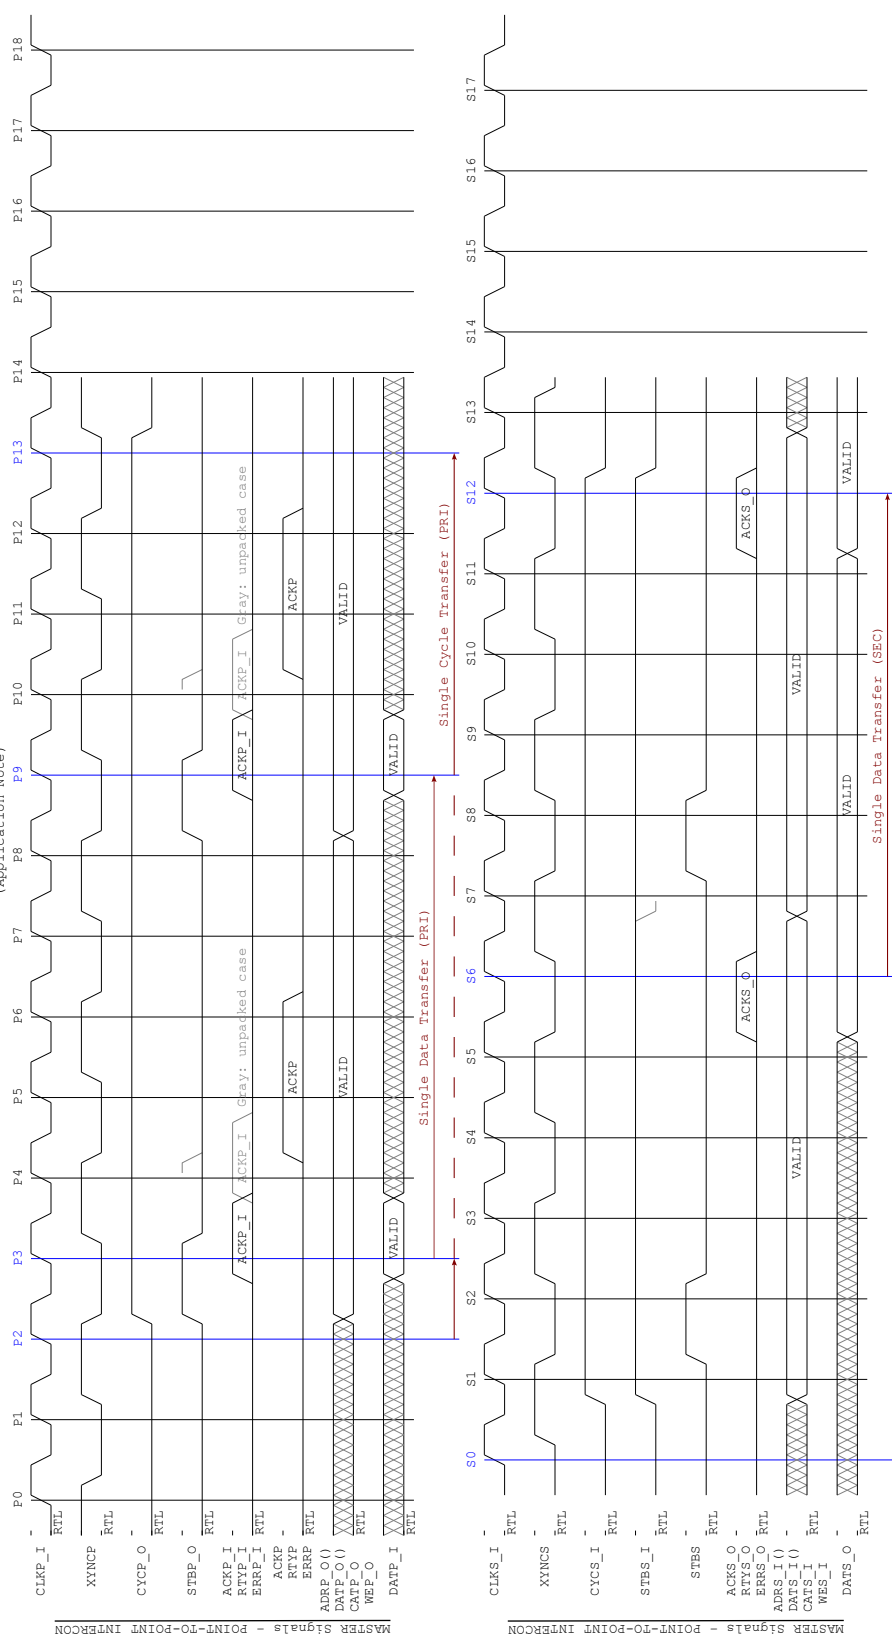 (Application Note)
P0 P1 P2 P3 P4 P5 P6 P7 P8 P9 P10 P11 P12 P13 P14 P15 P16 P17 P18
MASTER Signals - POINT-TO-POINT INTERCON
CLKP_I
RTL
XYNCP
CYCP_O
RTL
STBP_O
RTL
ACKP_I
RTYP_I
ERRP_I
RTL
ACKP_I
ACKP_I
Gray: unpacked case
ACKP_I
ACKP_I
Gray: unpacked case
ACKP
RTYP
ERRP
RTL
ACKP
ACKP
ADRP_O()
DATP_O()
CATP_O
WEP_O
VALID
VALID
DATP_I
RTL
VALID
VALID
Single Data Transfer (PRI)
Single Cycle Transfer (PRI)
S0 S1 S2 S3 S4 S5 S6 S7 S8 S9 S10 S11 S12 S13 S14 S15 S16 S17
MASTER Signals - POINT-TO-POINT INTERCON
CLKS_I
RTL
XYNCS
RTL
CYCS_I
RTL
STBS_I
RTL
STBS
RTL
ACKS_O
RTYS_O
ERRS_O
RTL
ACKS_O
ACKS_O
ADRS_I()
DATS_I()
CATS_I
WES_I
RTL
VALID
VALID
DATS_O
RTL
VALID
VALID
Single Data Transfer (SEC)